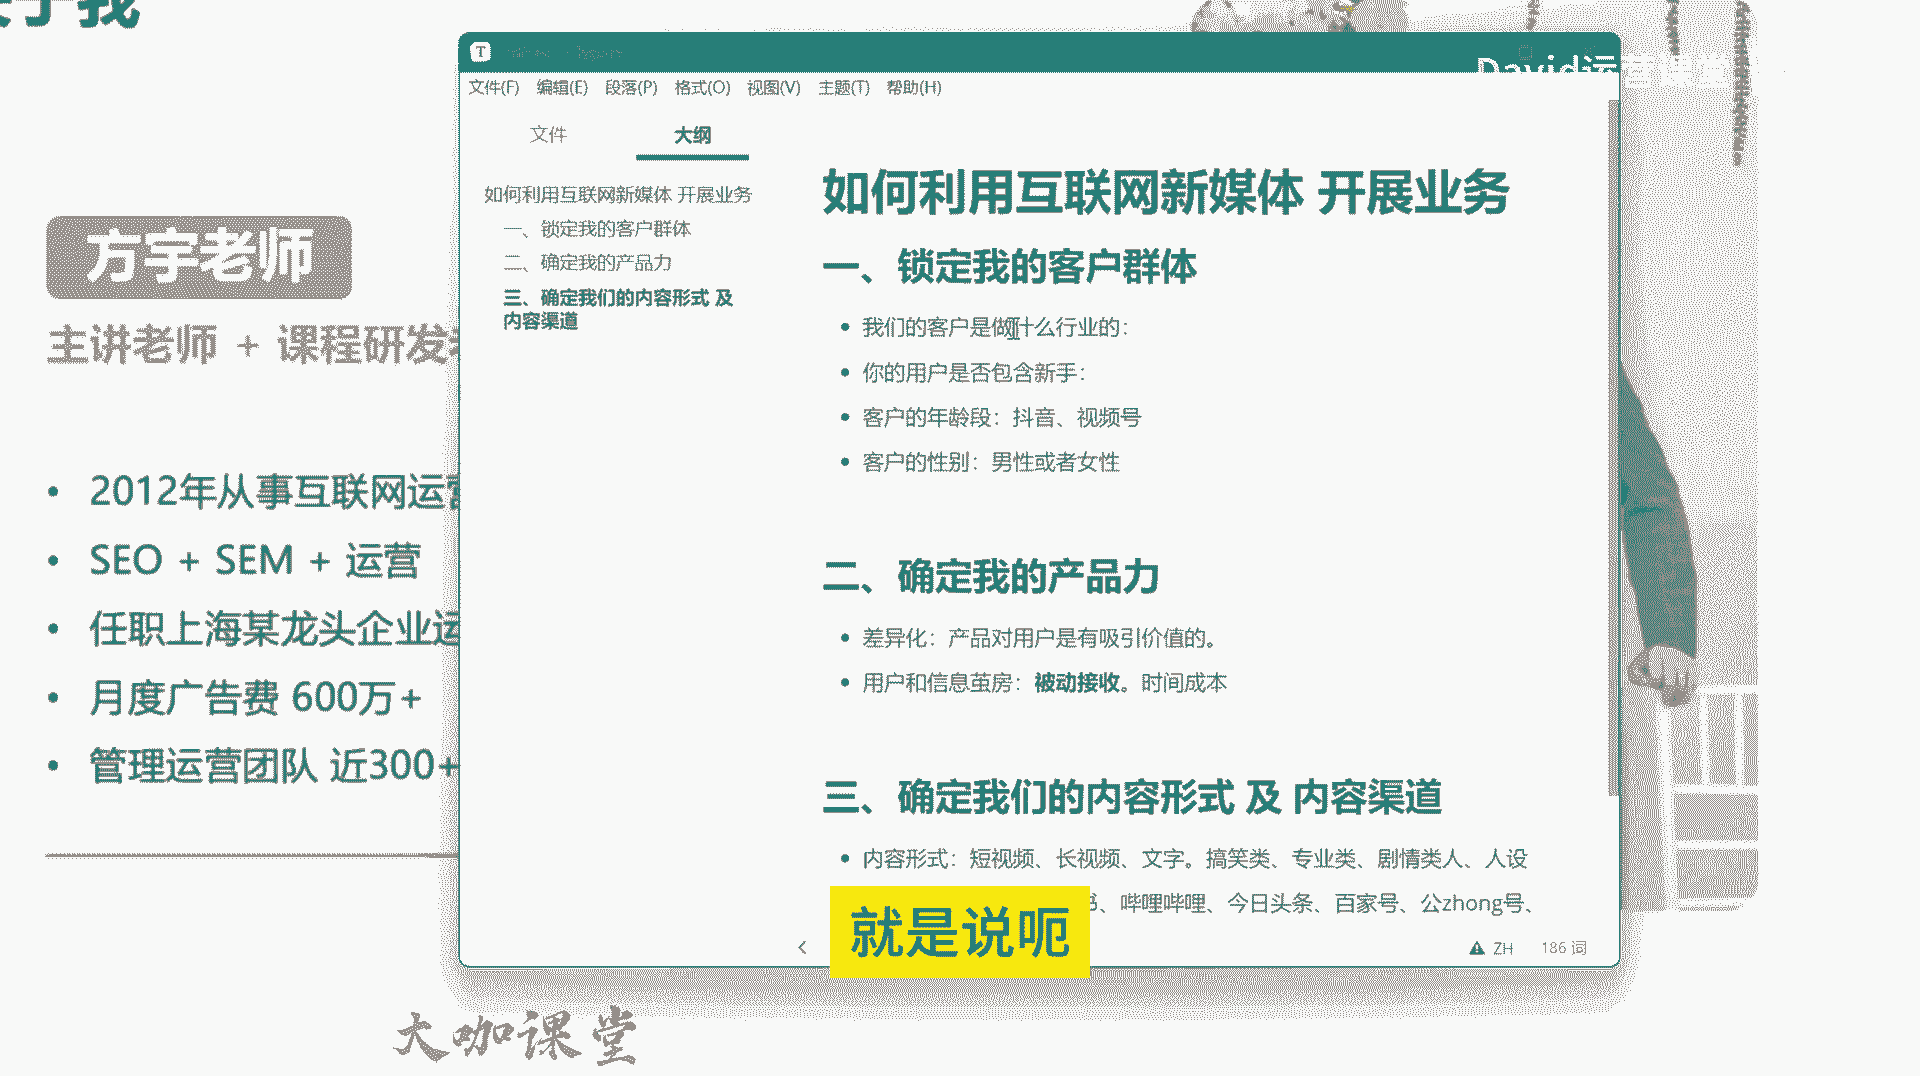 于我
David运营课堂
文件(F) 编辑(E) 段落(P) 格式(O) 视图(V) 主题(T) 帮助(H)
文件 大纲
如何利用互联网新媒体 开展业务
一、锁定我的客户群体
二、确定我的产品力
三、确定我们的内容形式 及
内容渠道
方宇老师
主讲老师 + 课程研发
• 2012年从事互联网运营
• SEO + SEM + 运营
• 任职上海某龙头企业运
• 月度广告费 600万+
• 管理运营团队 近300+
如何利用互联网新媒体 开展业务
一、锁定我的客户群体
• 我们的客户是做什么行业的：
• 你的用户是否包含新手：
• 客户的年龄段：抖音、视频号
• 客户的性别：男性或者女性
二、确定我的产品力
• 差异化：产品对用户是有吸引价值的。
• 用户和信息茧房：被动接收。时间成本
三、确定我们的内容形式 及 内容渠道
• 内容形式：短视频、长视频、文字。搞笑类、专业类、剧情类人、人设
书、哔哩哔哩、今日头条、百家号、公zhong号、
就是说呃
ZH 186 词
大咖课堂